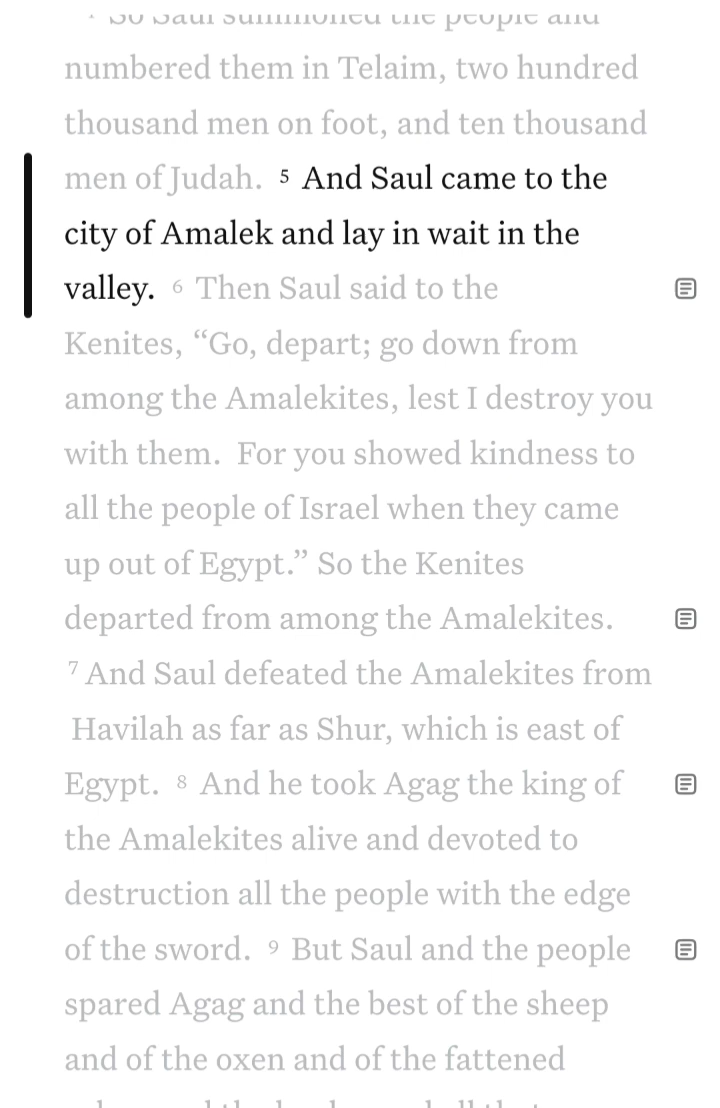 So Saul summoned the people and
numbered them in Telaim, two hundred
thousand men on foot, and ten thousand
men of Judah. 5 And Saul came to the
city of Amalek and lay in wait in the
valley. 6 Then Saul said to the
Kenites, “Go, depart; go down from
among the Amalekites, lest I destroy you
with them. For you showed kindness to
all the people of Israel when they came
up out of Egypt.” So the Kenites
departed from among the Amalekites.
7 And Saul defeated the Amalekites from
Havilah as far as Shur, which is east of
Egypt. 8 And he took Agag the king of
the Amalekites alive and devoted to
destruction all the people with the edge
of the sword. 9 But Saul and the people
spared Agag and the best of the sheep
and of the oxen and of the fattened